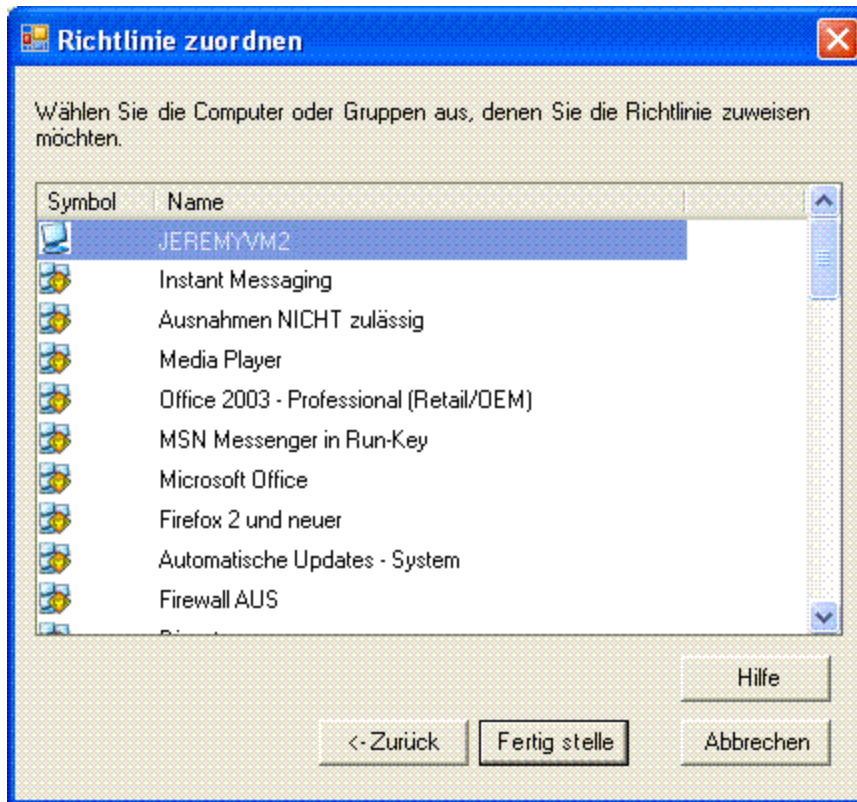 Richtlinie zuordnen
Wählen Sie die Computer oder Gruppen aus, denen Sie die Richtlinie zuweisen
möchten.
Symbol Name
JEREMYVM2
Instant Messaging
Ausnahmen NICHT zulässig
Media Player
Office 2003 - Professional (Retail/OEM)
MSN Messenger in Run-Key
Microsoft Office
Firefox 2 und neuer
Automatische Updates - System
Firewall AUS
Hilfe
<- Zurück Fertig stelle Abbrechen